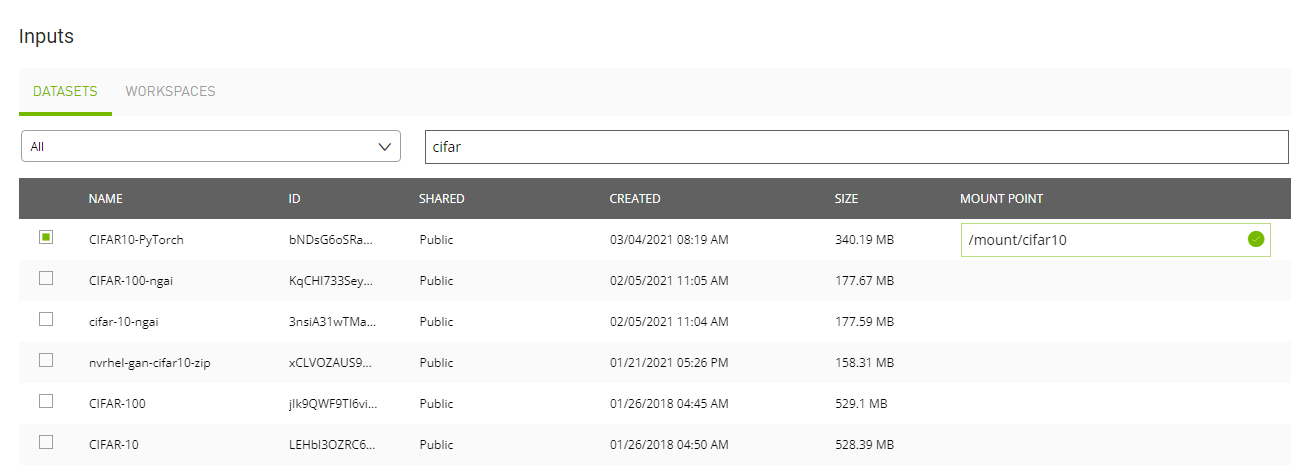 Inputs
DATASETS WORKSPACES
All cifar
NAME ID SHARED CREATED SIZE MOUNT POINT
CIFAR10-PyTorch bNDsG6oSRa... Public 03/04/2021 08:19 AM 340.19 MB /mount/cifar10
CIFAR-100-ngai KqCHI733Sey... Public 02/05/2021 11:05 AM 177.67 MB
cifar-10-ngai 3nsiA31wTMa... Public 02/05/2021 11:04 AM 177.59 MB
nvrhel-gan-cifar10-zip xCLVOZAUS9... Public 01/21/2021 05:26 PM 158.31 MB
CIFAR-100 jlk9QWF9TI6vi... Public 01/26/2018 04:45 AM 529.1 MB
CIFAR-10 LEHbI3OZRC6... Public 01/26/2018 04:50 AM 528.39 MB